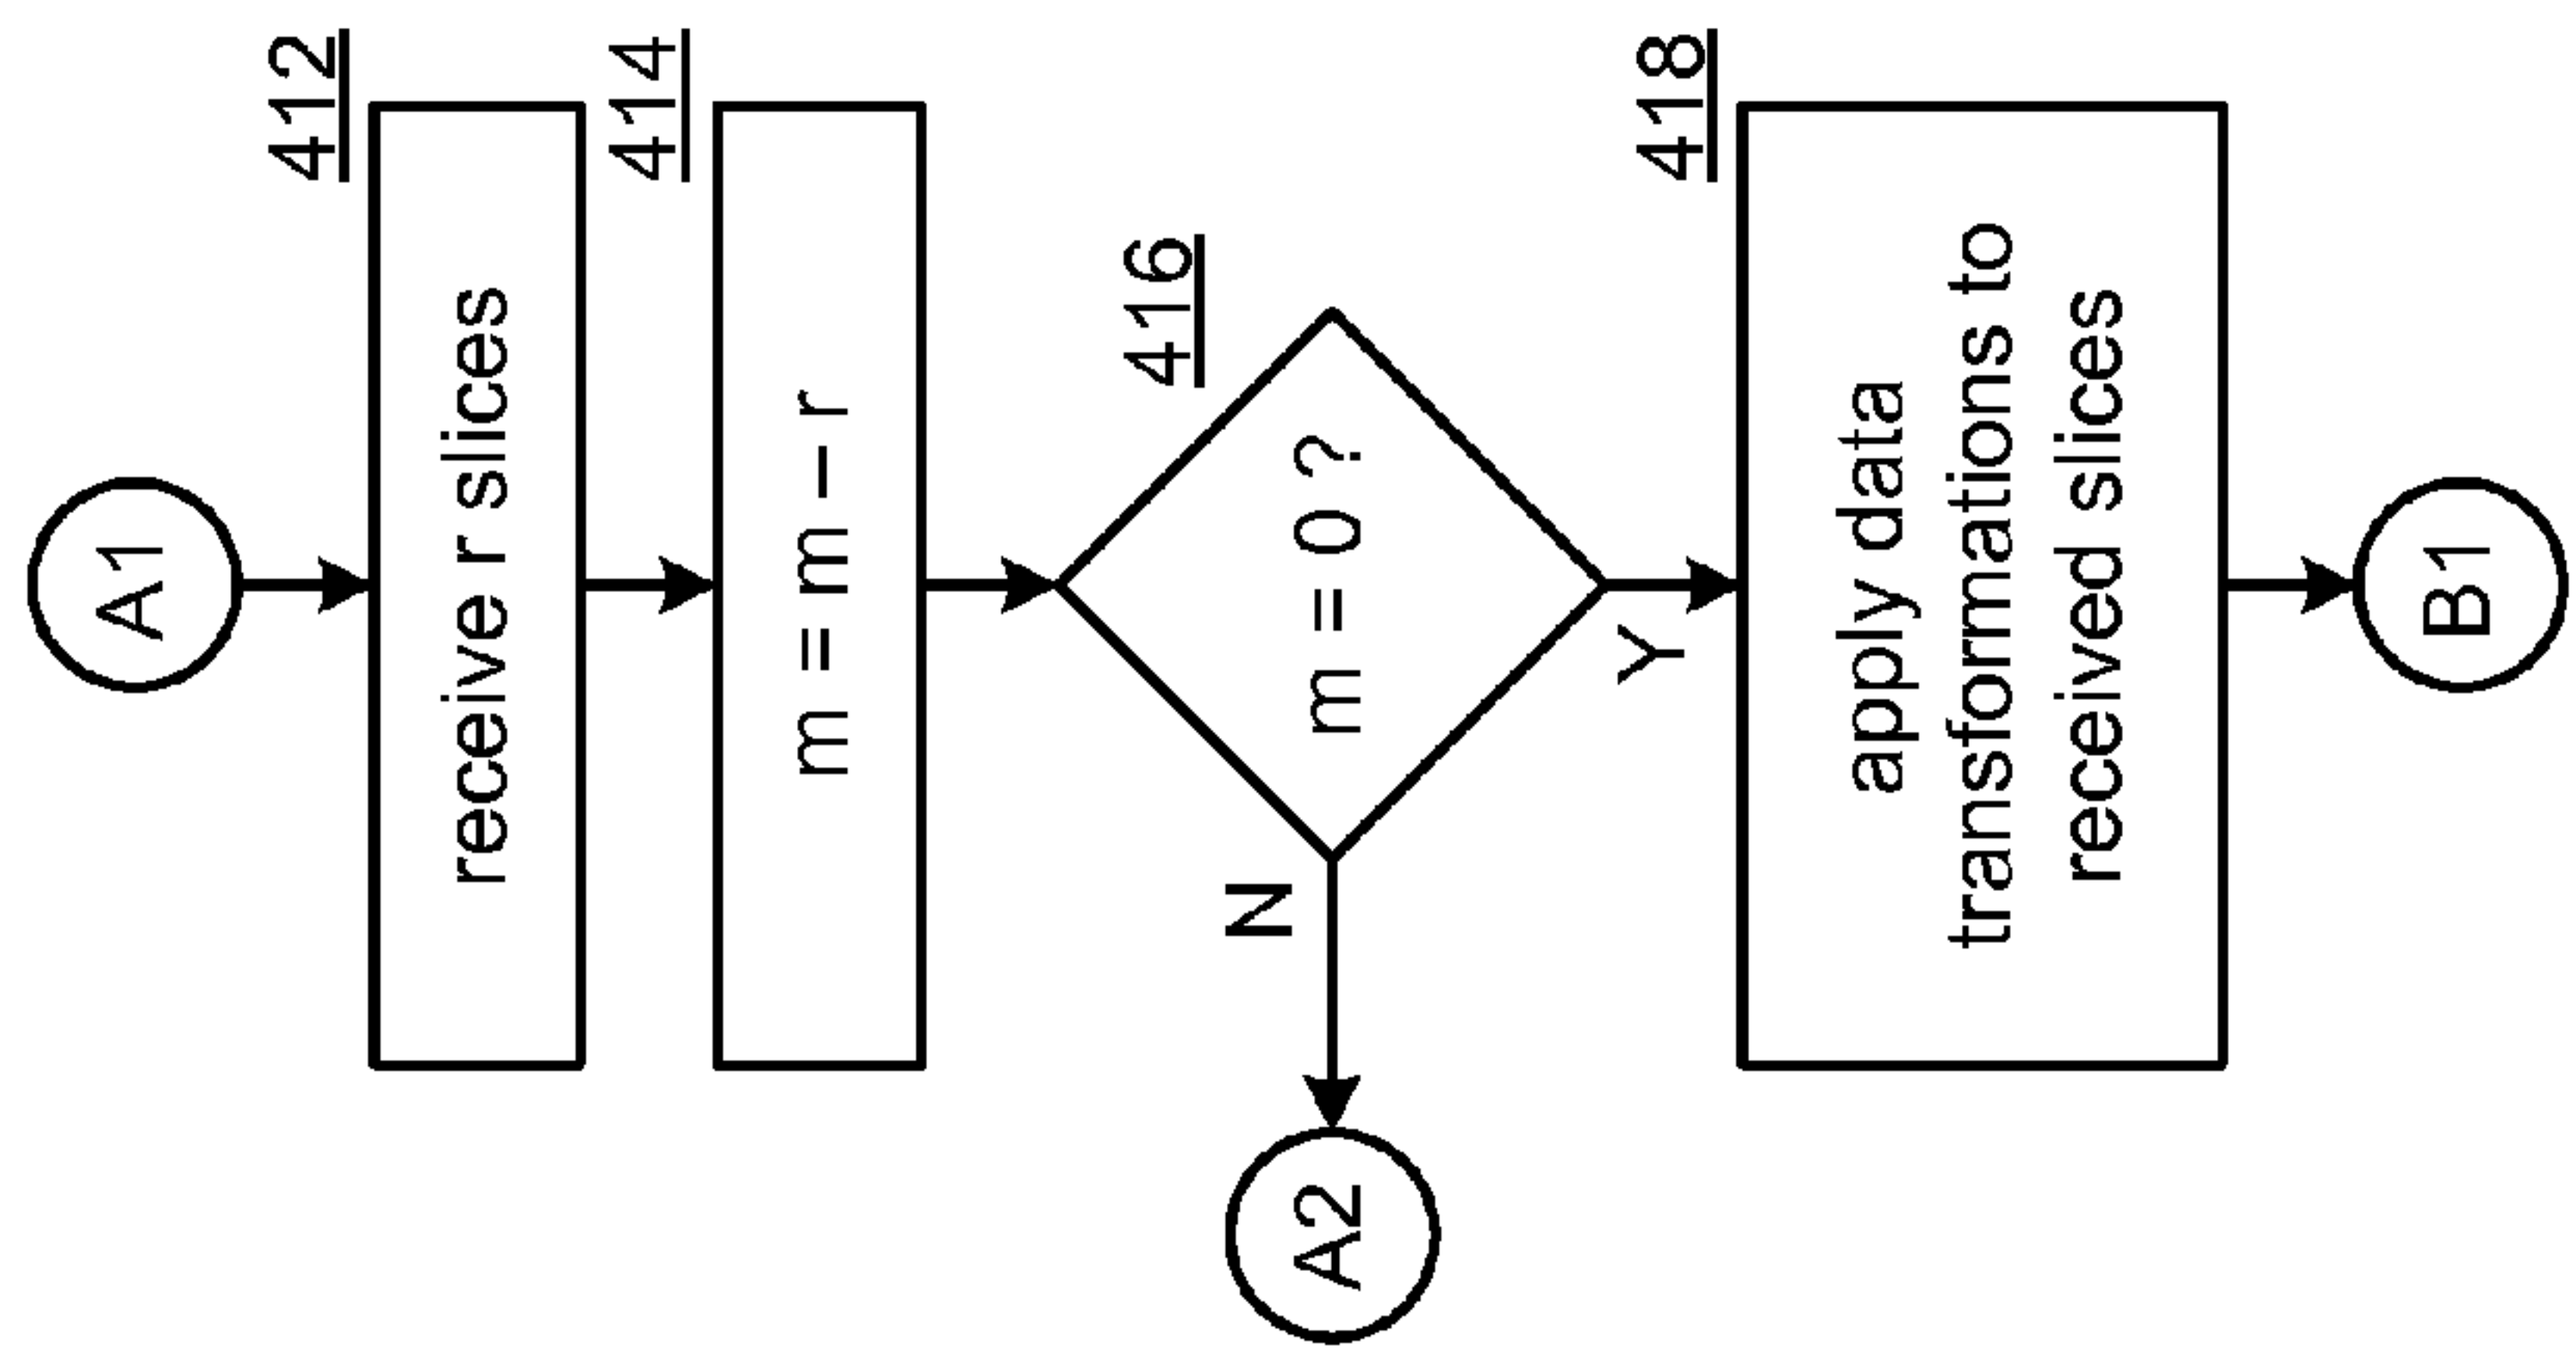 A1
412
receive r slices
414
m = m – r
416
m = 0 ?
N
A2
Y
418
apply data
transformations to
received slices
B1